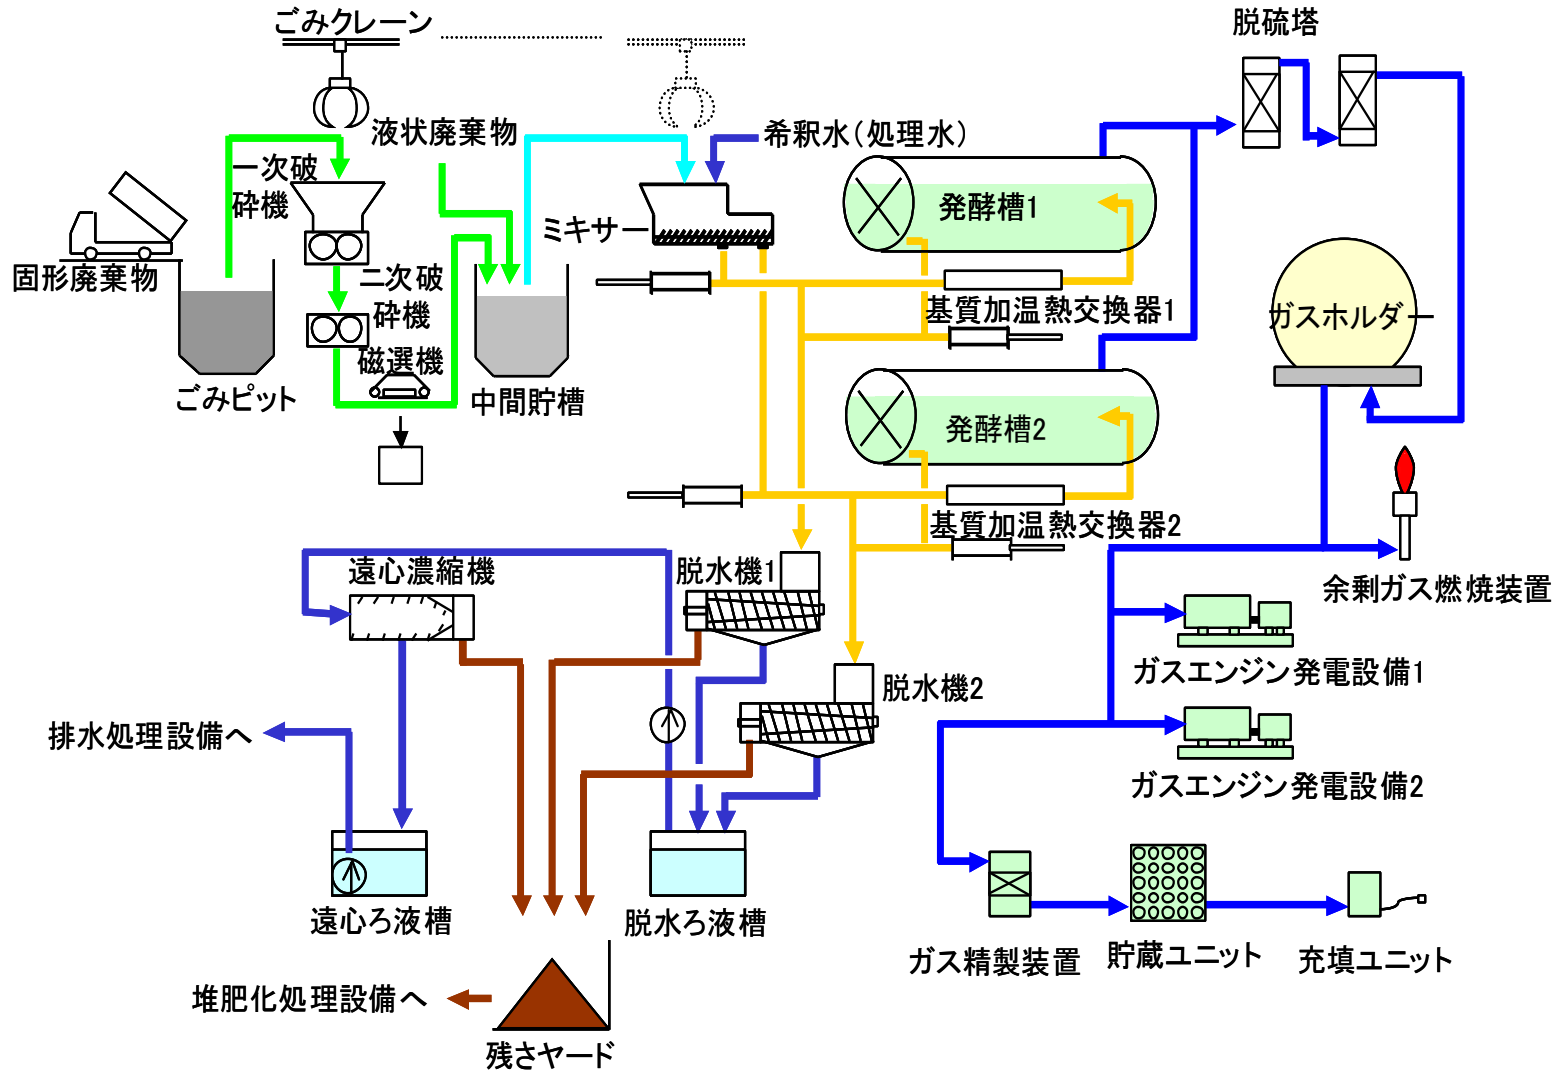 ごみクレーン
脱硫塔
液状廃棄物
希釈水（処理水）
一次破
砕機
ミキサー
発酵槽1
固形廃棄物
二次破
砕機
基質加温熱交換器1
ガスホルダー
磁選機
ごみピット
中間貯槽
発酵槽2
基質加温熱交換器2
遠心濃縮機
脱水機1
余剰ガス燃焼装置
ガスエンジン発電設備1
脱水機2
排水処理設備へ
ガスエンジン発電設備2
遠心ろ液槽
脱水ろ液槽
ガス精製装置
貯蔵ユニット
充填ユニット
堆肥化処理設備へ
残さヤード